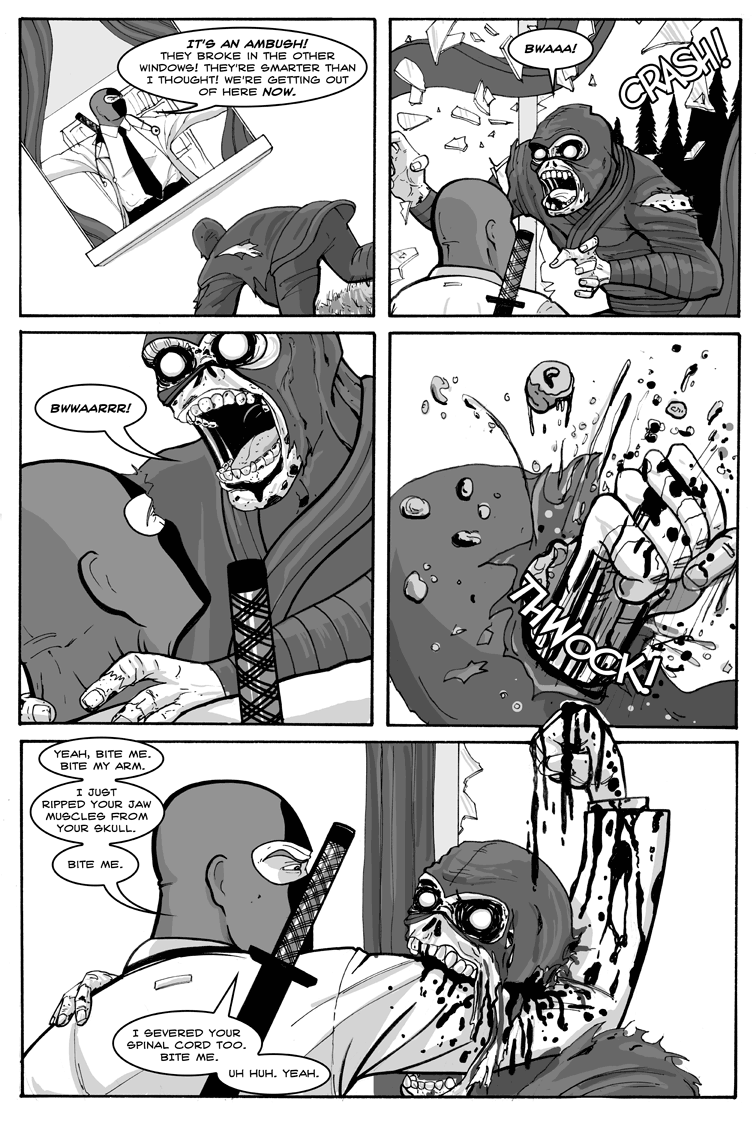 IT'S AN AMBUSH!
THEY BROKE IN THE OTHER
WINDOWS! THEY'RE SMARTER THAN
I THOUGHT! WE'RE GETTING OUT
OF HERE NOW.
BWAAA!
CRASH!
BWWAARRR!
THWOCK!
YEAH, BITE ME.
BITE MY ARM.
I JUST
RIPPED YOUR JAW
MUSCLES FROM
YOUR SKULL.
BITE ME.
I SEVERED YOUR
SPINAL CORD TOO.
BITE ME.
UH HUH. YEAH.